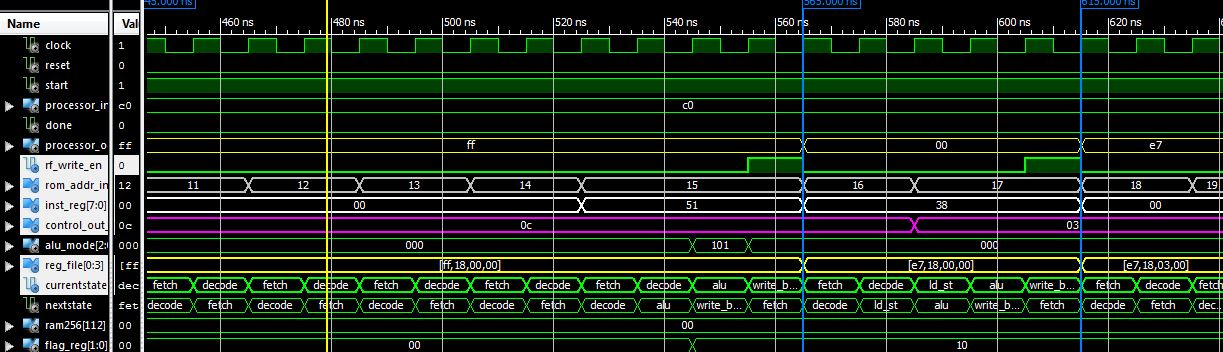 45.000 ns 565.000 ns 615.000 ns
Name Valu 460 ns 480 ns 500 ns 520 ns 540 ns 560 ns 580 ns 600 ns 620 ns
clock 1
reset 0
start 1
processor_in c0 c0
done 0
processor_o ff ff 00 e7
rf_write_en 0
rom_addr_in 12 11 12 13 14 15 16 17 18 19
inst_reg[7:0] 00 00 51 38 00
control_out_ 0c 0c 03
alu_mode[2: 000 000 101 000
reg_file[0:3] [ff [ff,18,00,00] [e7,18,00,00] [e7,18,03,00]
currentstate dec fetch decode fetch decode fetch decode fetch decode fetch decode alu write_b... fetch decode ld_st alu write_b... fetch decode fetch
nextstate fet decode fetch decode fetch decode fetch decode fetch decode alu write_b... fetch decode ld_st alu write_b... fetch decode fetch dec...
ram256[112] 00 00
flag_reg[1:0] 00 00 10